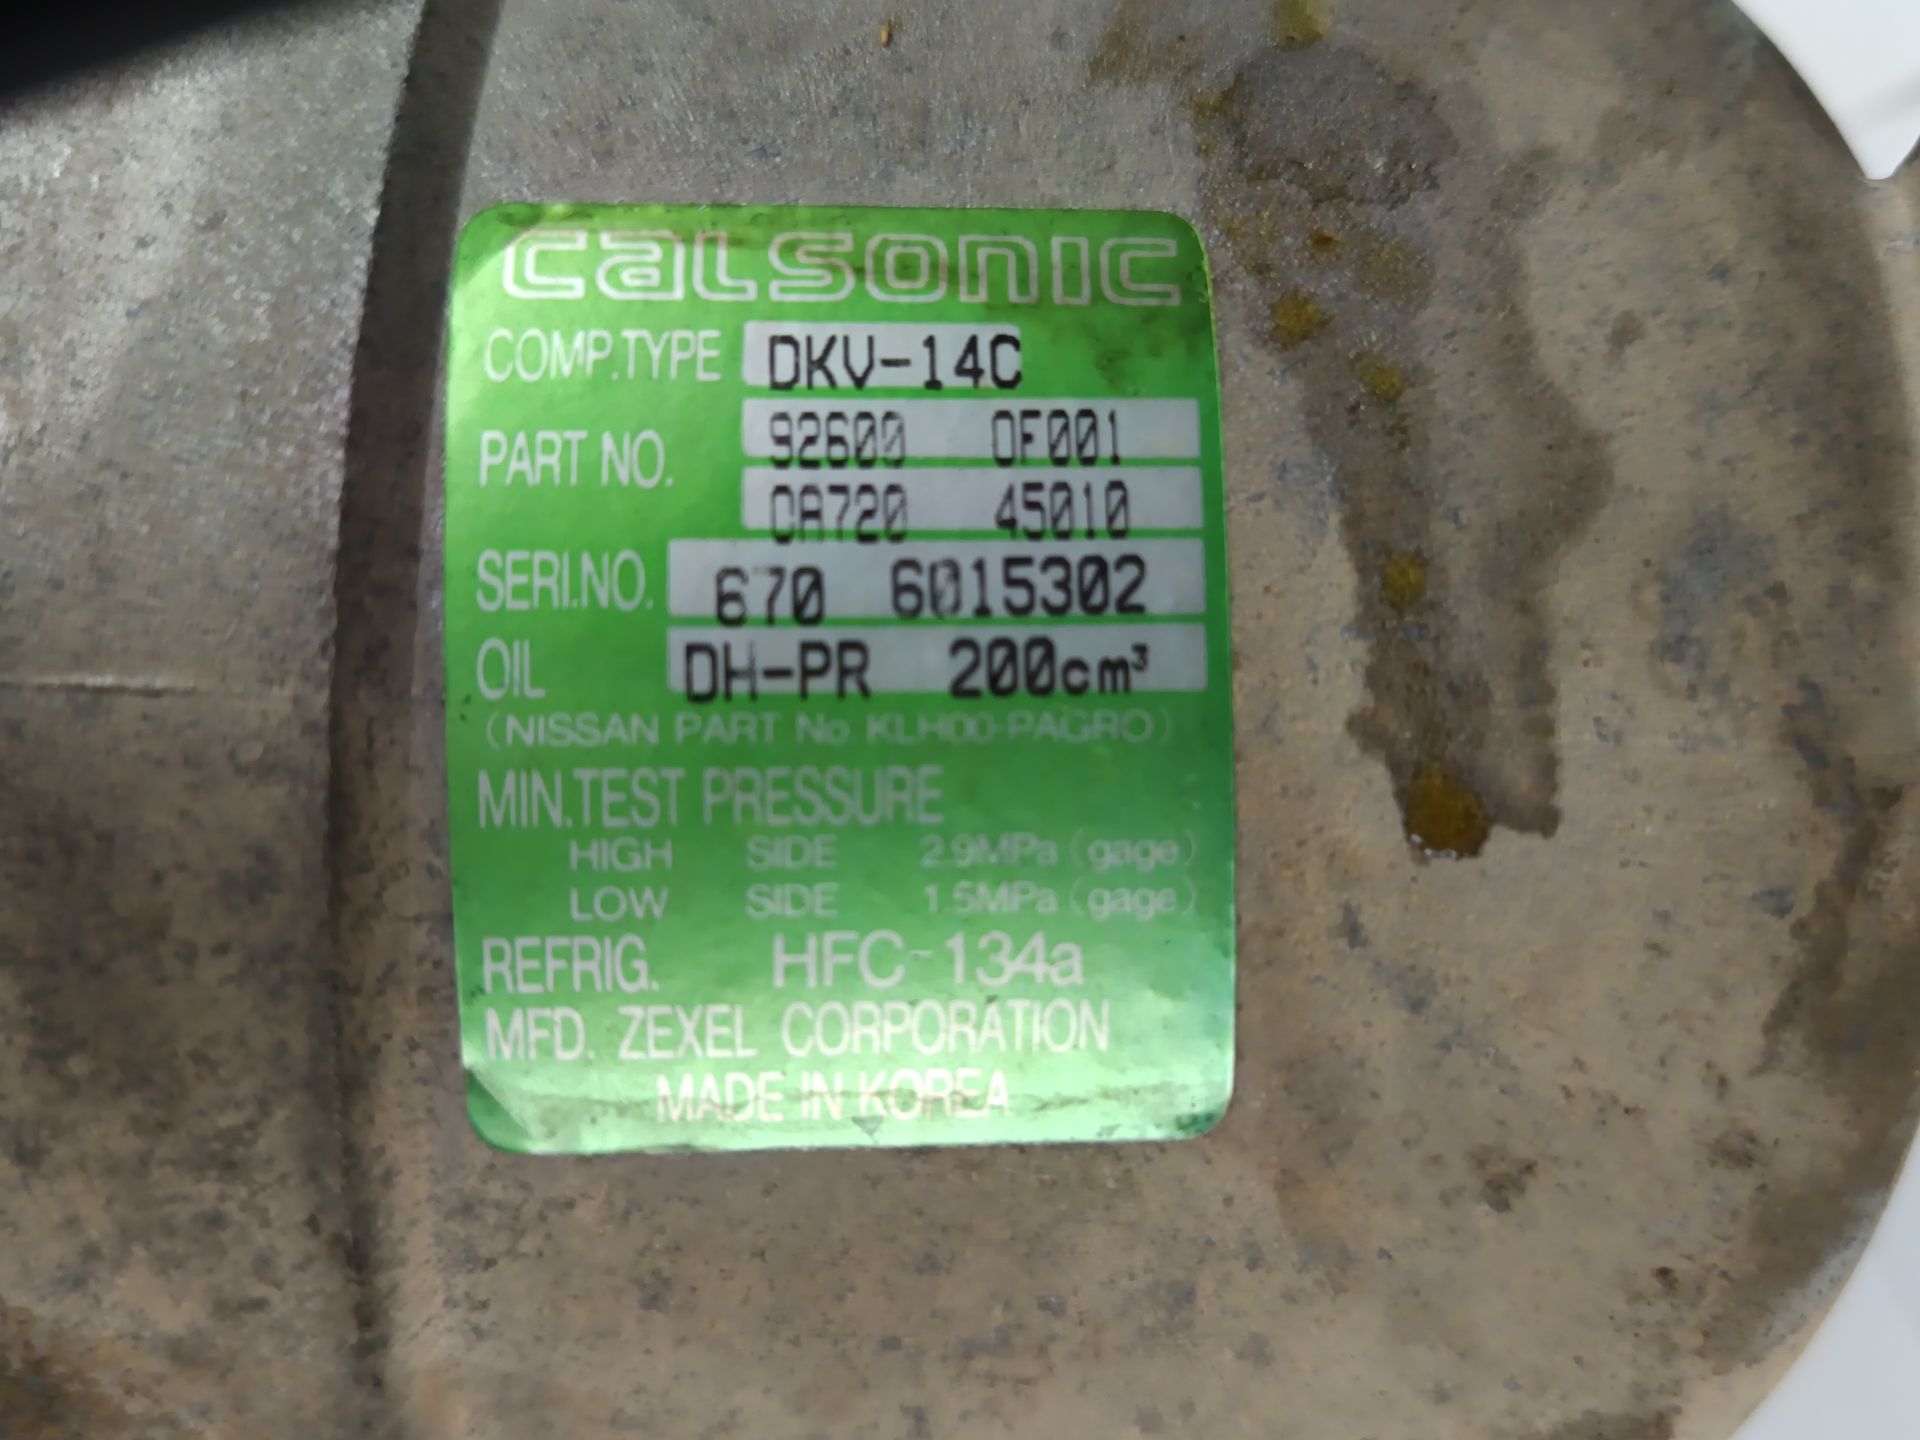 CALSONIC
COMP.TYPE DKV-14C
PART NO. 92600 0F001
CA720 45010
SERI.NO. 670 6015302
OIL DH-PR 200cm³
(NISSAN PART No KLH00-PAGR0)
MIN.TEST PRESSURE
HIGH SIDE 2.9MPa (gage)
LOW SIDE 1.5MPa (gage)
REFRIG. HFC-134a
MFD. ZEXEL CORPORATION
MADE IN KOREA